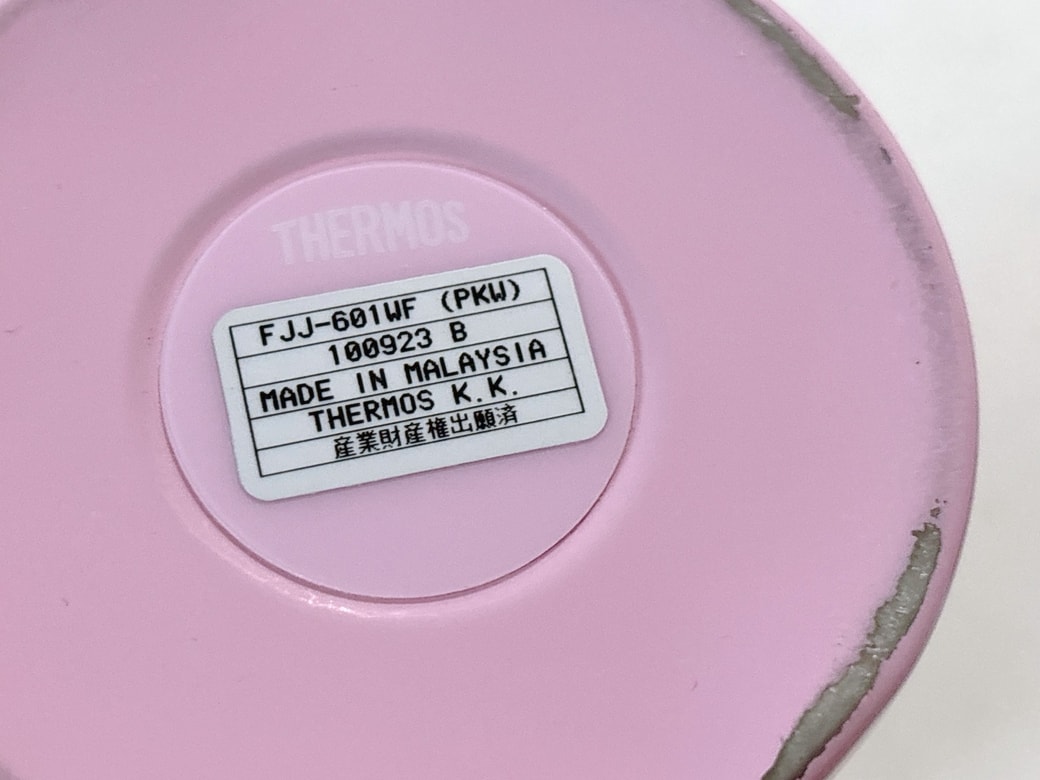 THERMOS
FJJ-601WF (PKW)
100923 B
MADE IN MALAYSIA
THERMOS K.K.
産業財産権出願済